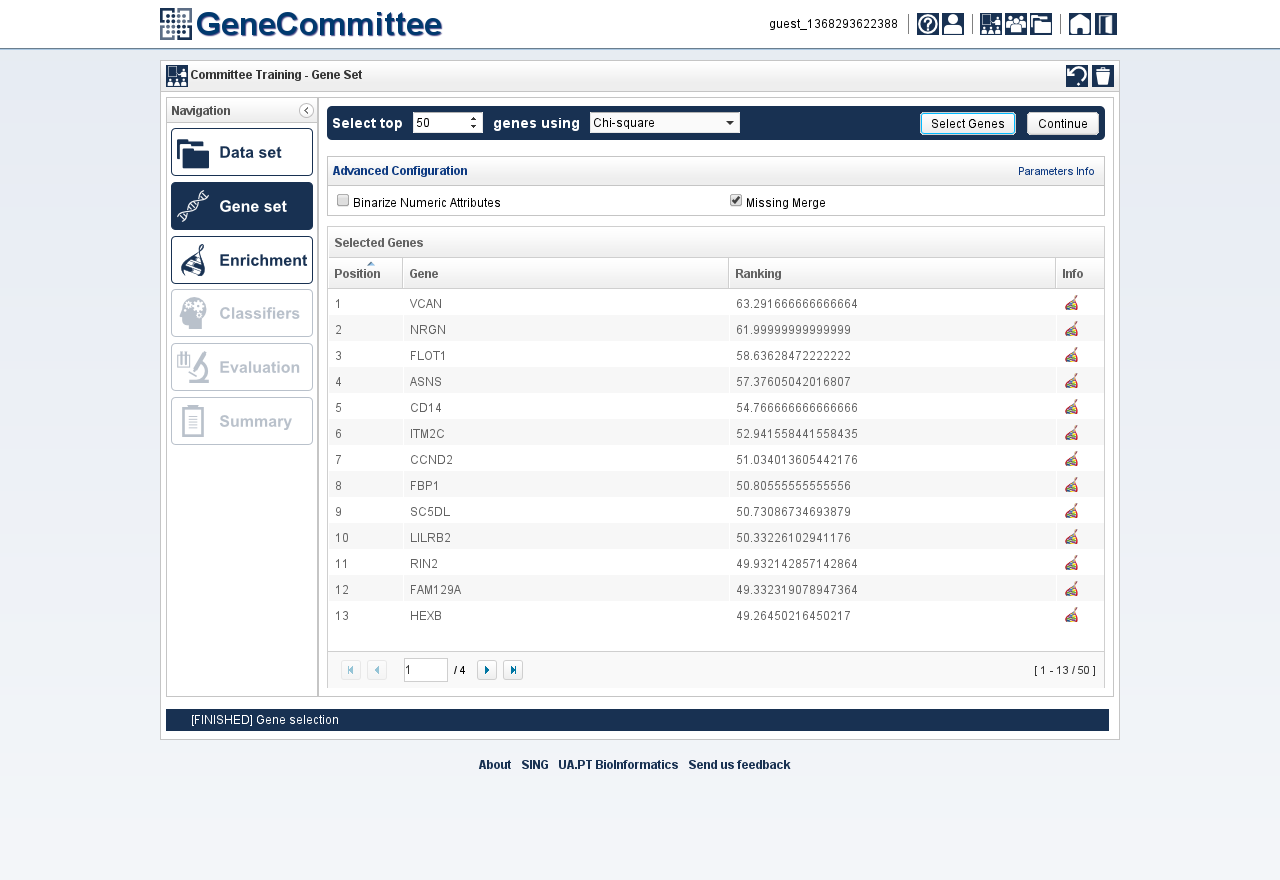 GeneCommittee
guest_1368293622388
Committee Training - Gene Set
Navigation
Data set
Gene set
Enrichment
Classifiers
Evaluation
Summary
Select top 50 genes using Chi-square Select Genes Continue
Advanced Configuration Parameters Info
Binarize Numeric Attributes Missing Merge
Selected Genes
Position Gene Ranking Info
1 VCAN 63.291666666666664
2 NRGN 61.99999999999999
3 FLOT1 58.63628472222222
4 ASNS 57.37605042016807
5 CD14 54.766666666666666
6 ITM2C 52.941558441558435
7 CCND2 51.034013605442176
8 FBP1 50.80555555555556
9 SC5DL 50.73086734693879
10 LILRB2 50.33226102941176
11 RIN2 49.932142857142864
12 FAM129A 49.332319078947364
13 HEXB 49.26450216450217
1 / 4 [ 1 - 13 / 50 ]
[FINISHED] Gene selection
About SING UA.PT BioInformatics Send us feedback